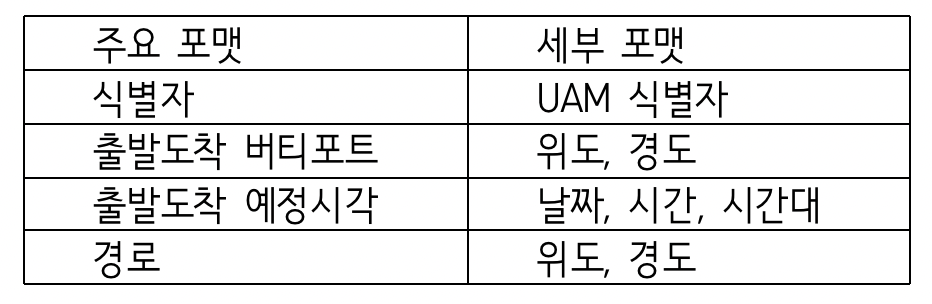 주요 포맷 세부 포맷
식별자 UAM 식별자
출발도착 버티포트 위도, 경도
출발도착 예정시각 날짜, 시간, 시간대
경로 위도, 경도